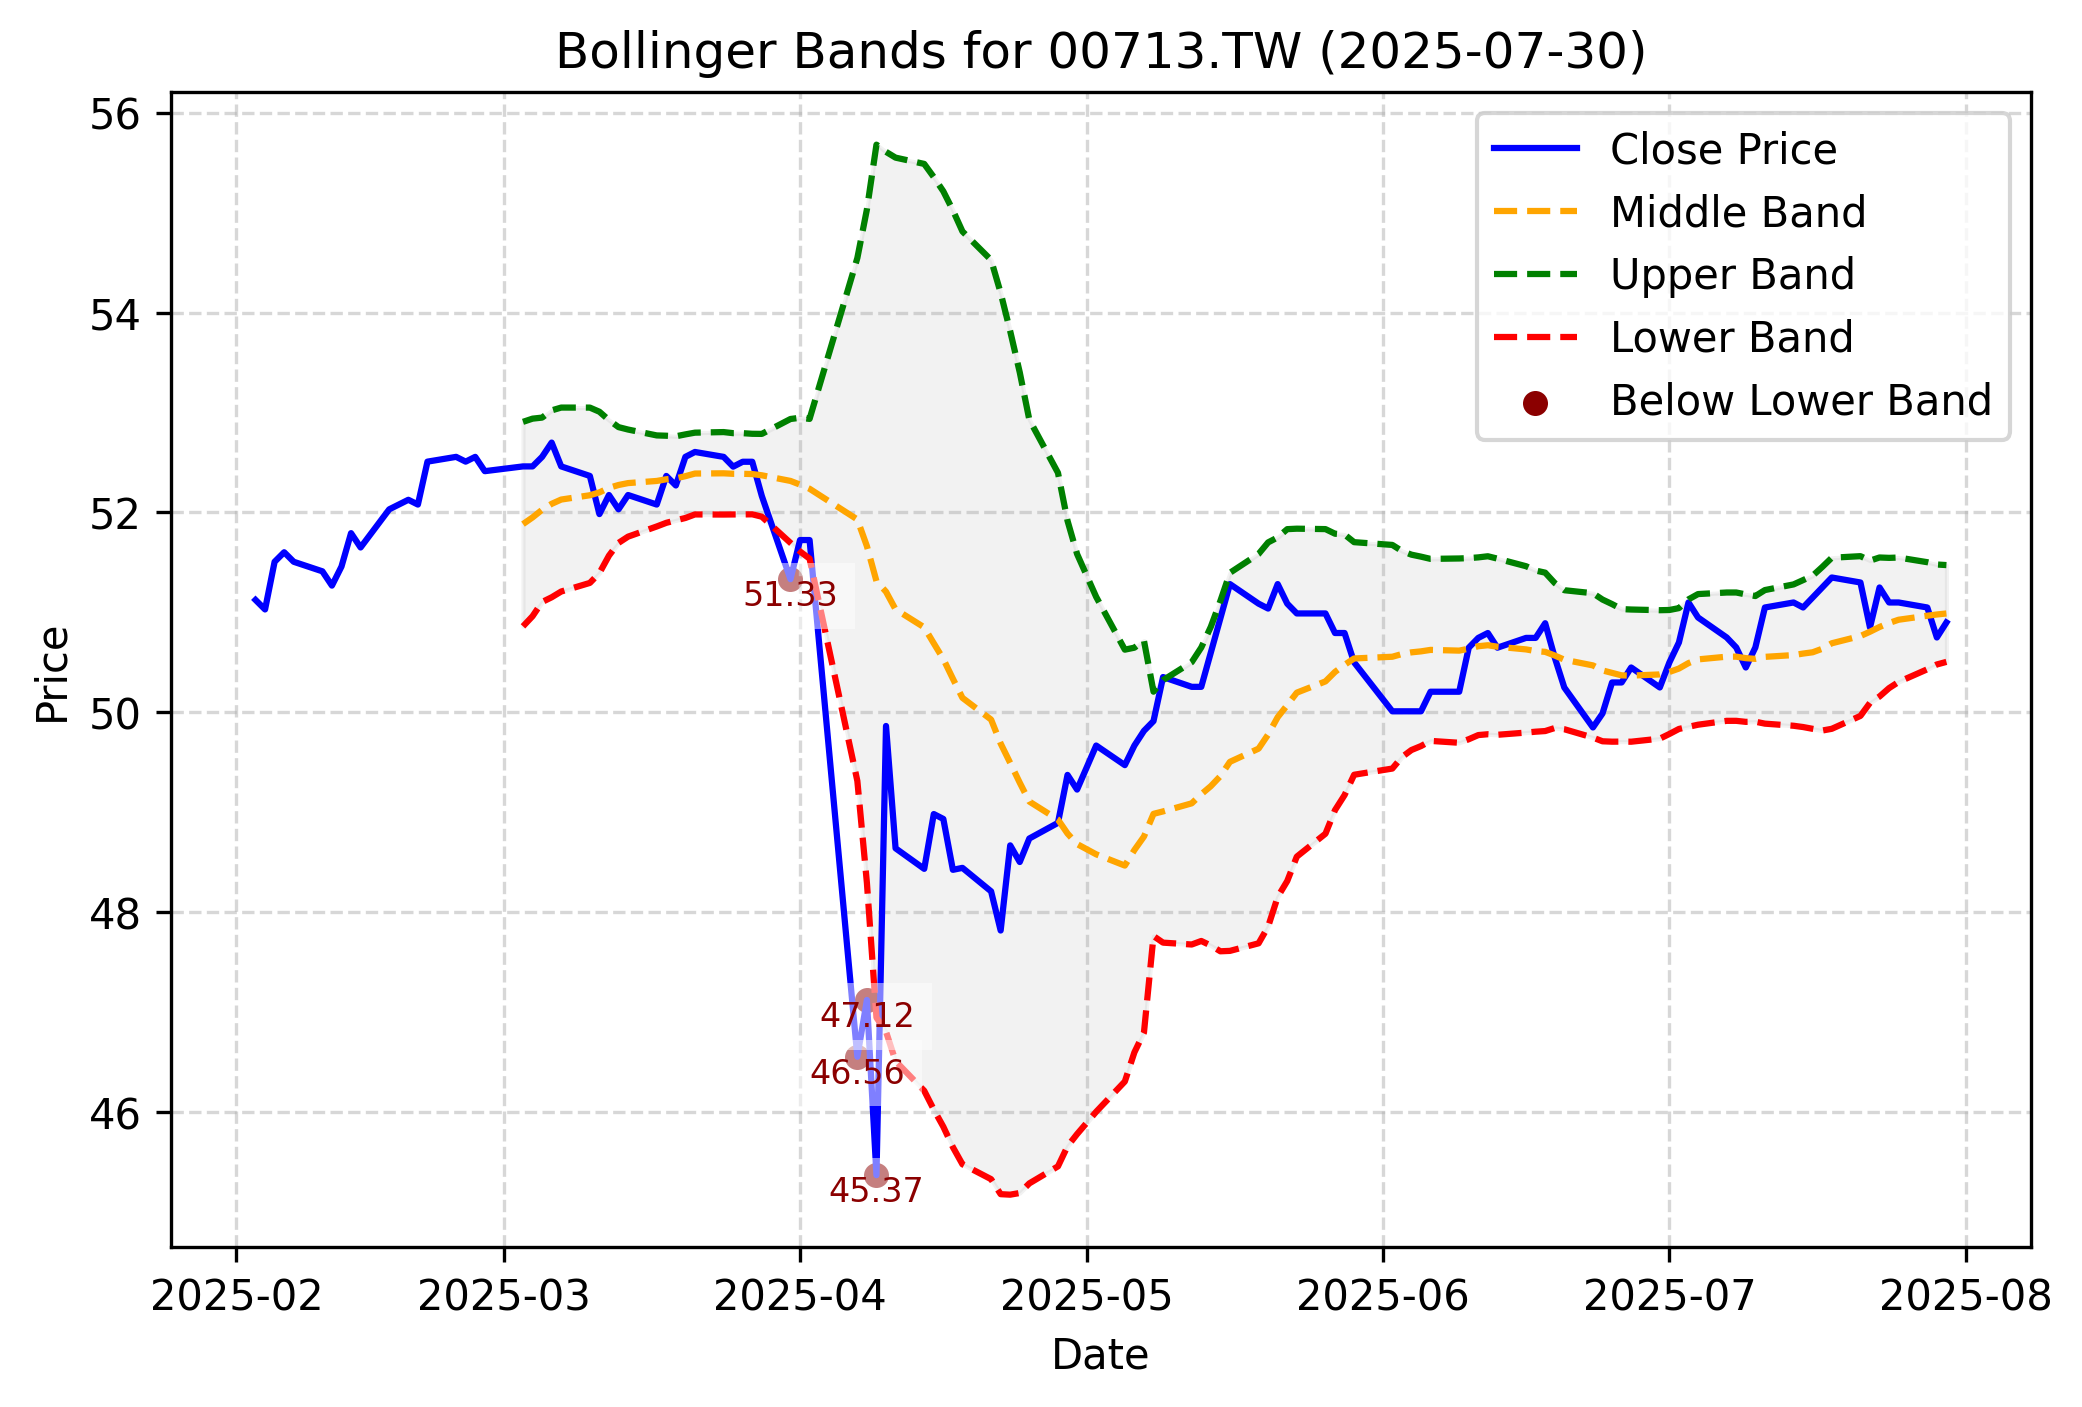 Bollinger Bands for 00713.TW (2025-07-30)
56
54
52
50
48
46
Price
Close Price
Middle Band
Upper Band
Lower Band
Below Lower Band
51.33
47.12
46.56
45.37
2025-02
2025-03
2025-04
2025-05
2025-06
2025-07
2025-08
Date